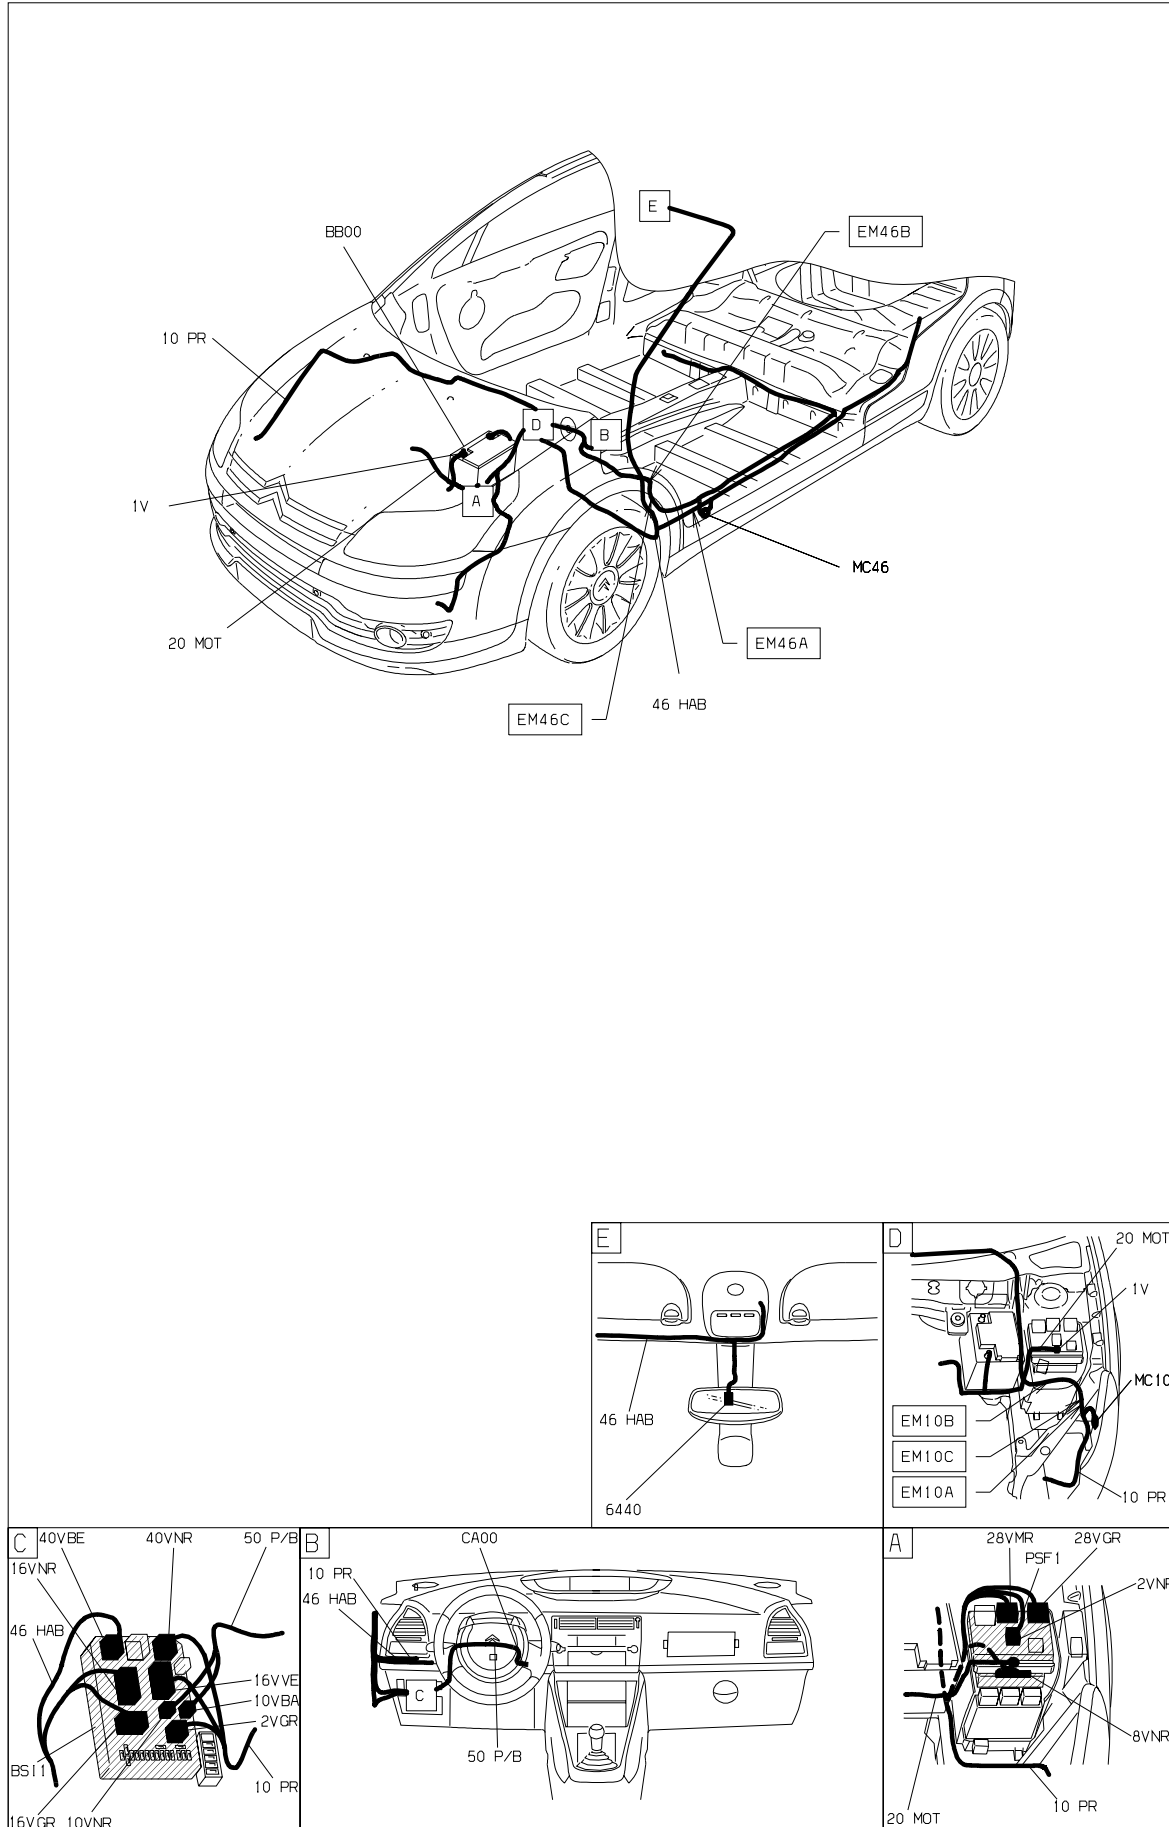 E
EM46B
BB00
10 PR
D
B
1V
A
MC46
20 MOT
EM46A
46 HAB
EM46C
E
46 HAB
6440
D
20 MOT
1V
MC10
EM10B
EM10C
EM10A
10 PR
C
40VBE
40VNR
50 P/B
16VNR
46 HAB
16VVE
10VBA
2VGR
BSI1
10 PR
16VGR
10VNR
B
CA00
10 PR
46 HAB
C
50 P/B
A
28VMR
28VGR
PSF1
2VNR
8VNR
10 PR
20 MOT